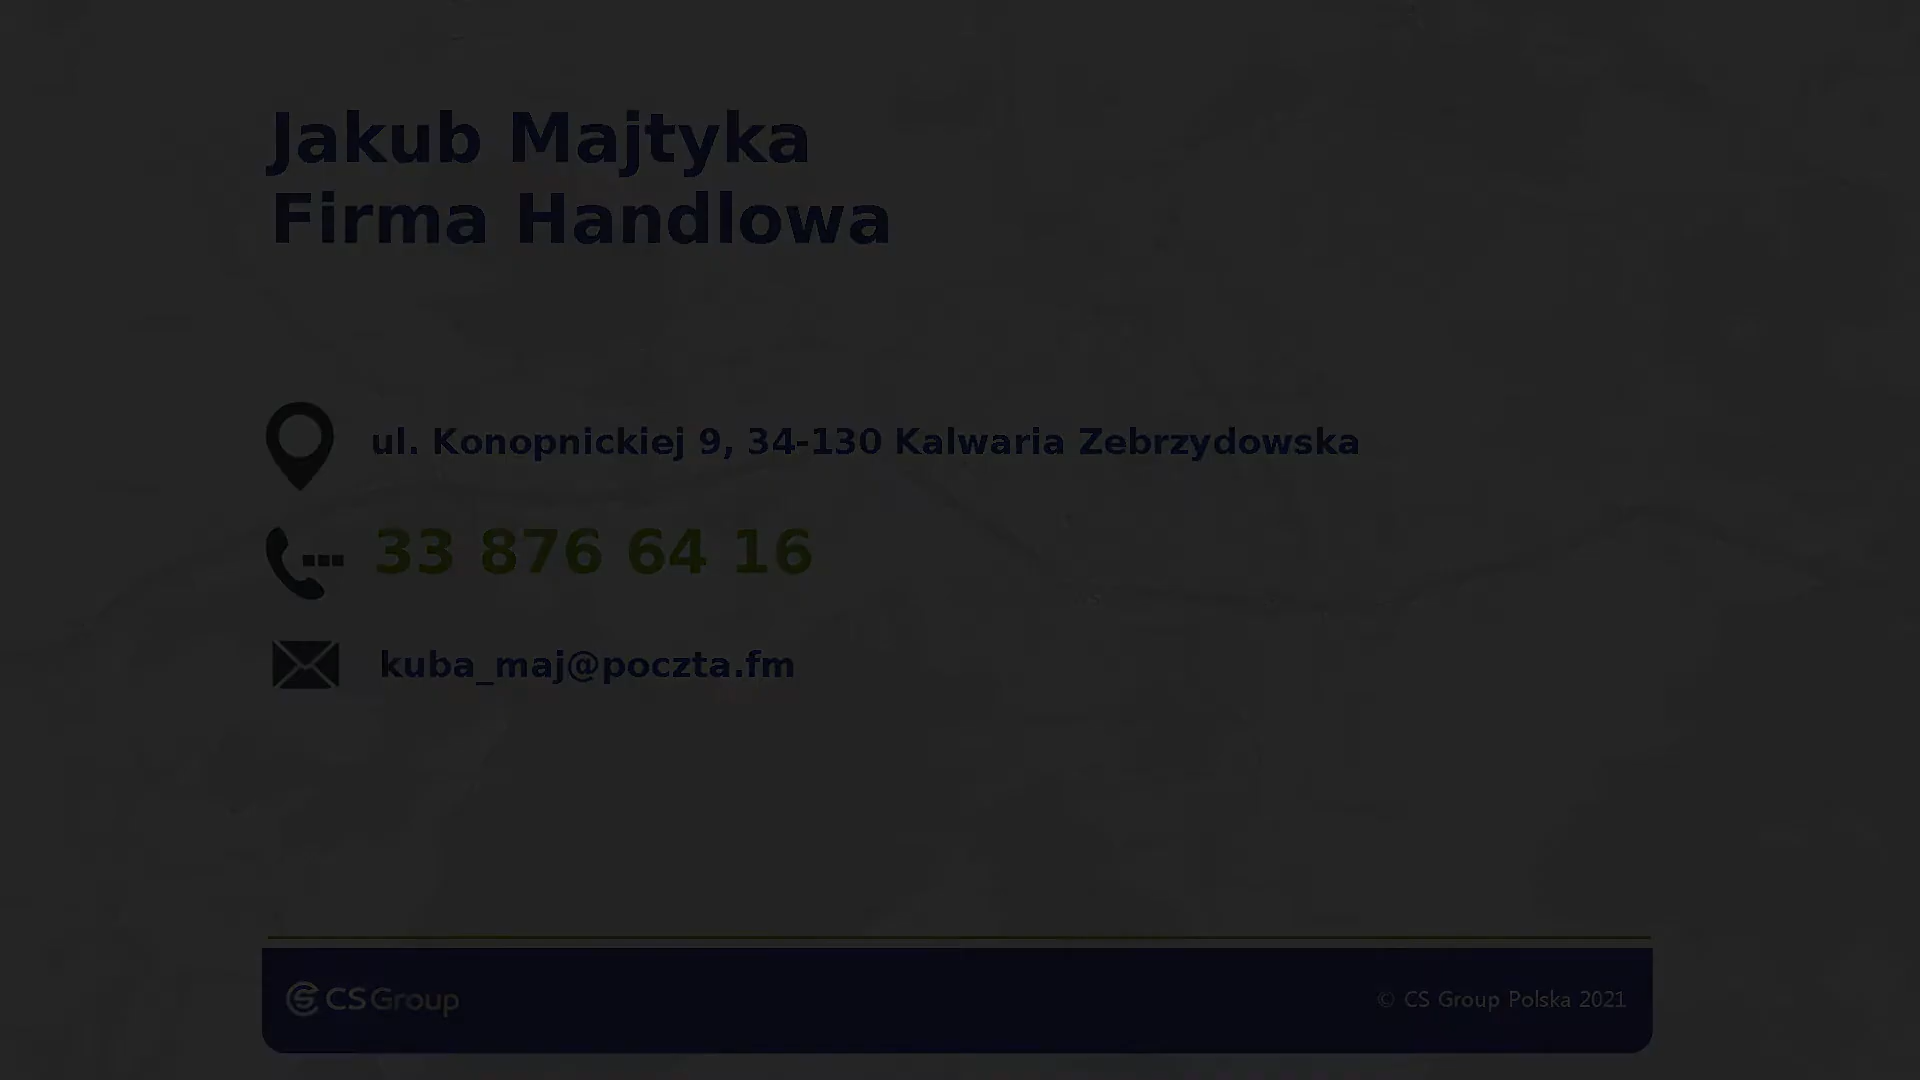 Jakub Majtyka
Firma Handlowa
ul. Konopnickiej 9, 34-130 Kalwaria Zebrzydowska
33 876 64 16
kuba_maj@poczta.fm
CS Group
© CS Group Polska 2021